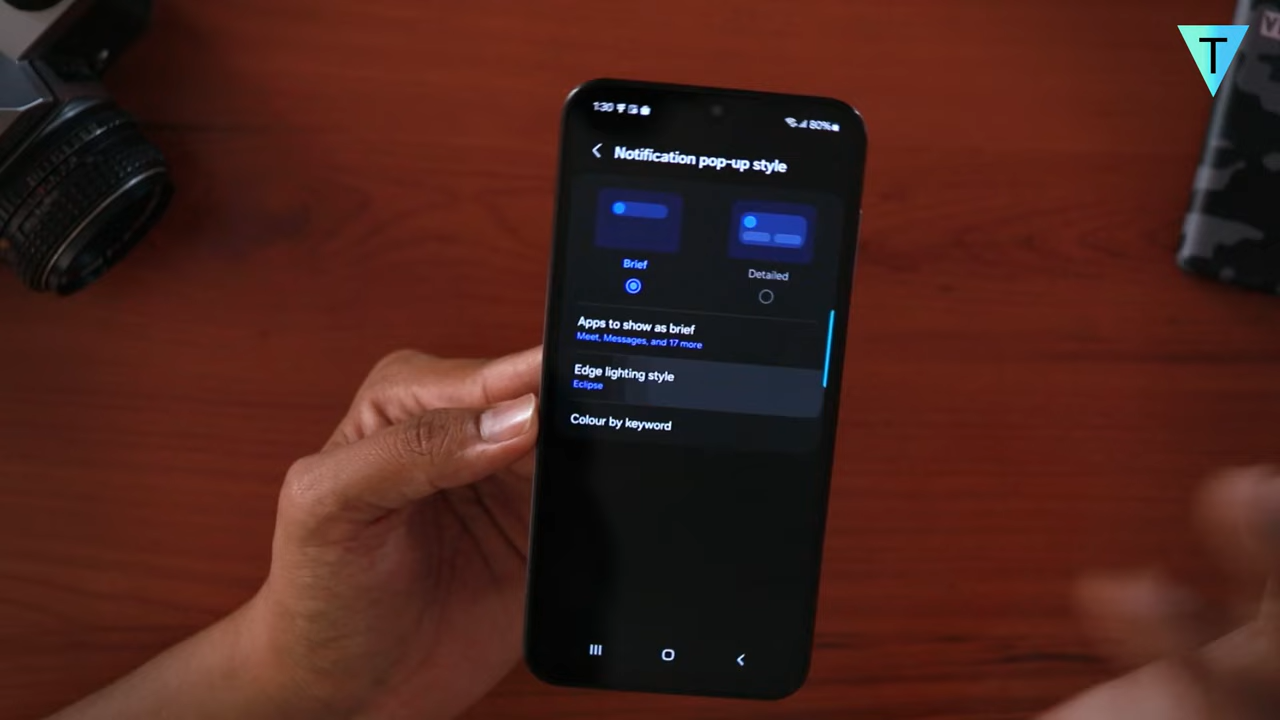 T
1:30
80%
Notification pop-up style
Brief
Detailed
Apps to show as brief
Meet, Messages, and 17 more
Edge lighting style
Eclipse
Colour by keyword